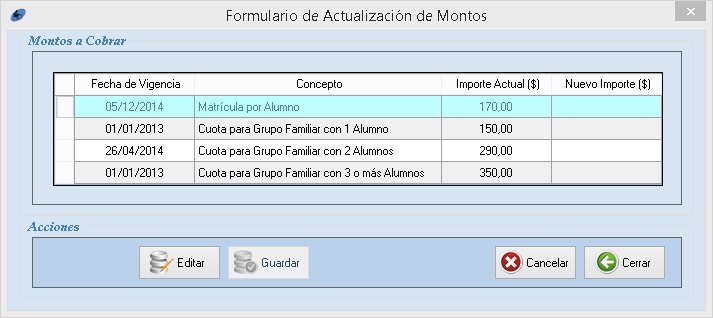 Formulario de Actualización de Montos
Montos a Cobrar
Fecha de Vigencia Concepto Importe Actual ($) Nuevo Importe ($)
05/12/2014 Matrícula por Alumno 170,00
01/01/2013 Cuota para Grupo Familiar con 1 Alumno 150,00
26/04/2014 Cuota para Grupo Familiar con 2 Alumnos 290,00
01/01/2013 Cuota para Grupo Familiar con 3 o más Alumnos 350,00
Acciones
Editar Guardar Cancelar Cerrar